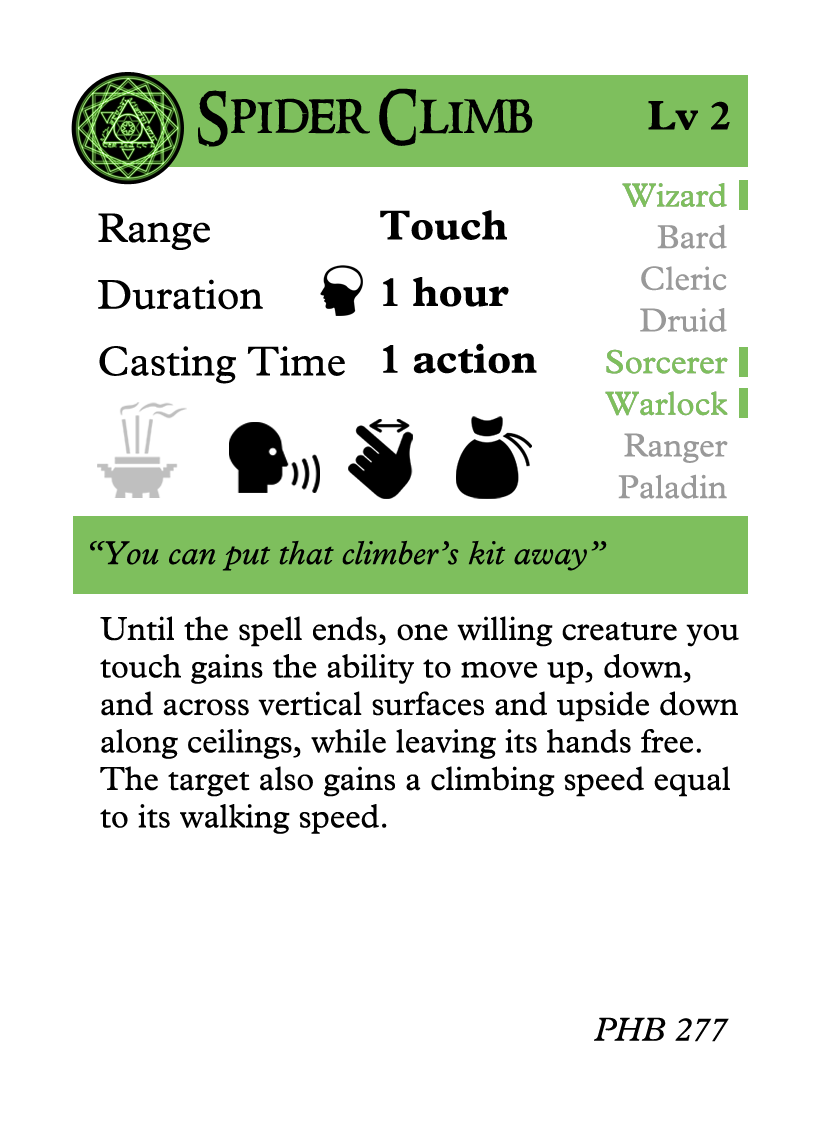 SPIDER CLIMB Lv 2
Wizard
Range Touch
Bard
Cleric
Duration 1 hour
Druid
Casting Time 1 action
Sorcerer
Warlock
Ranger
Paladin
“You can put that climber’s kit away”
Until the spell ends, one willing creature you
touch gains the ability to move up, down,
and across vertical surfaces and upside down
along ceilings, while leaving its hands free.
The target also gains a climbing speed equal
to its walking speed.
PHB 277